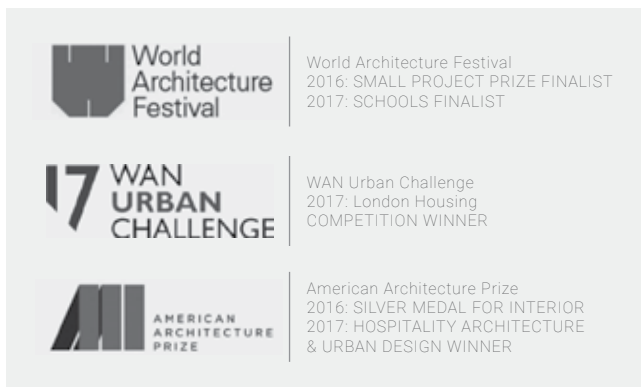 World
Architecture
Festival
World Architecture Festival
2016: SMALL PROJECT PRIZE FINALIST
2017: SCHOOLS FINALIST
17 WAN
URBAN
CHALLENGE
WAN Urban Challenge
2017: London Housing
COMPETITION WINNER
AMERICAN
ARCHITECTURE
PRIZE
American Architecture Prize
2016: SILVER MEDAL FOR INTERIOR
2017: HOSPITALITY ARCHITECTURE
& URBAN DESIGN WINNER